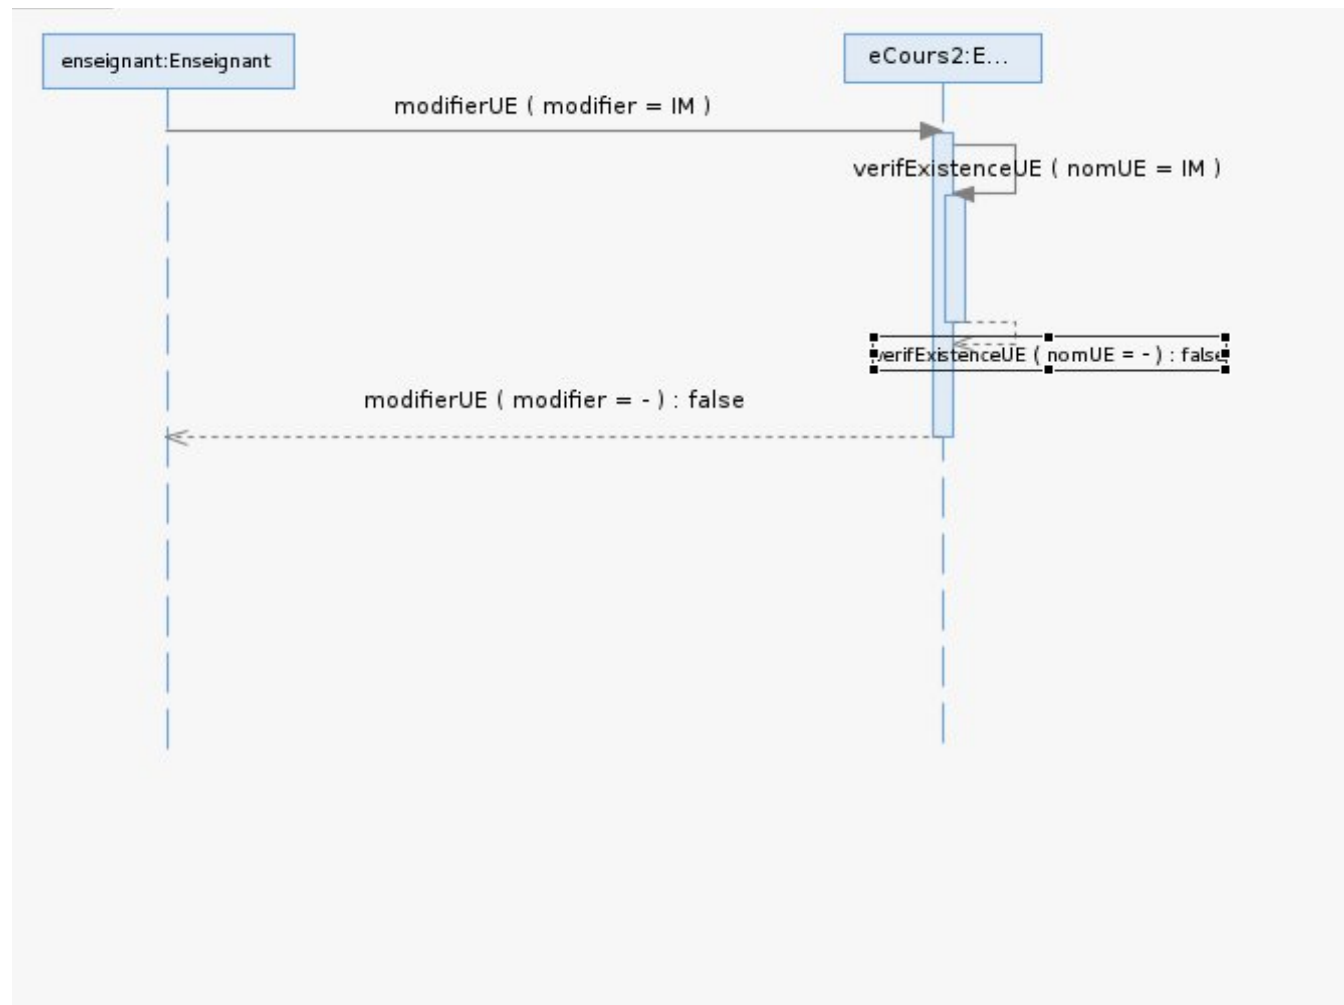 enseignant:Enseignant
eCours2:E...
modifierUE ( modifier = IM )
verifExistenceUE ( nomUE = IM )
verifExistenceUE ( nomUE = - ) : false
modifierUE ( modifier = - ) : false